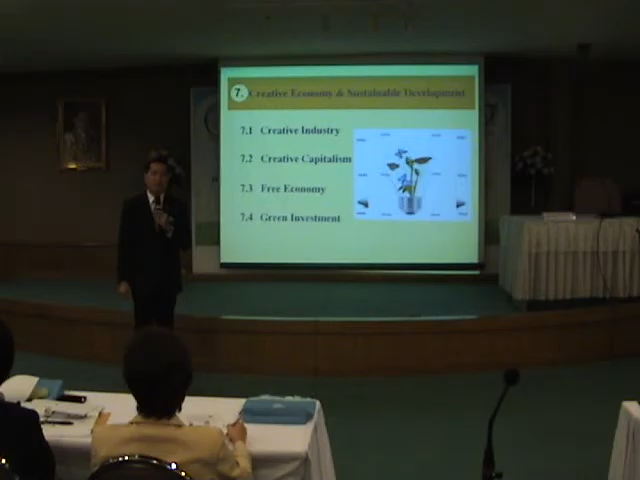 7. Creative Economy & Sustainable Development
7.1 Creative Industry
7.2 Creative Capitalism
7.3 Free Economy
7.4 Green Investment